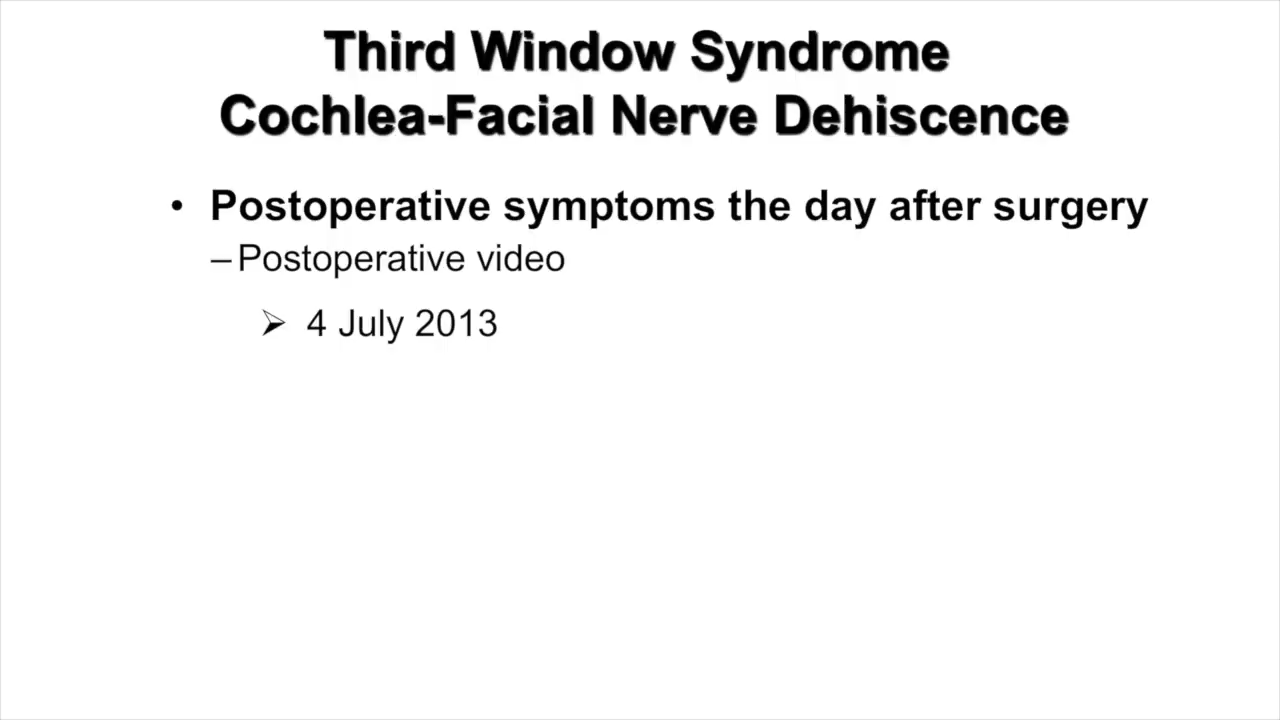 Third Window Syndrome
Cochlea-Facial Nerve Dehiscence
• Postoperative symptoms the day after surgery
–Postoperative video
➢ 4 July 2013